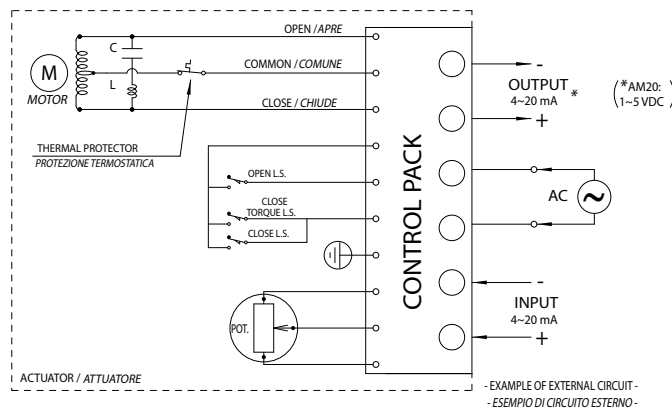 OPEN / APRE
C
COMMON / COMUNE
M
MOTOR
L
CLOSE / CHIUDE
THERMAL PROTECTOR
PROTEZIONE TERMOSTATICA
OPEN L.S.
CLOSE
TORQUE L.S.
CLOSE L.S.
POT.
ACTUATOR / ATTUATORE
CONTROL PACK
-
OUTPUT *
4~20 mA
+
(*AM20:
1~5 VDC)
AC ~
-
INPUT
4~20 mA
+
- EXAMPLE OF EXTERNAL CIRCUIT -
- ESEMPIO DI CIRCUITO ESTERNO -